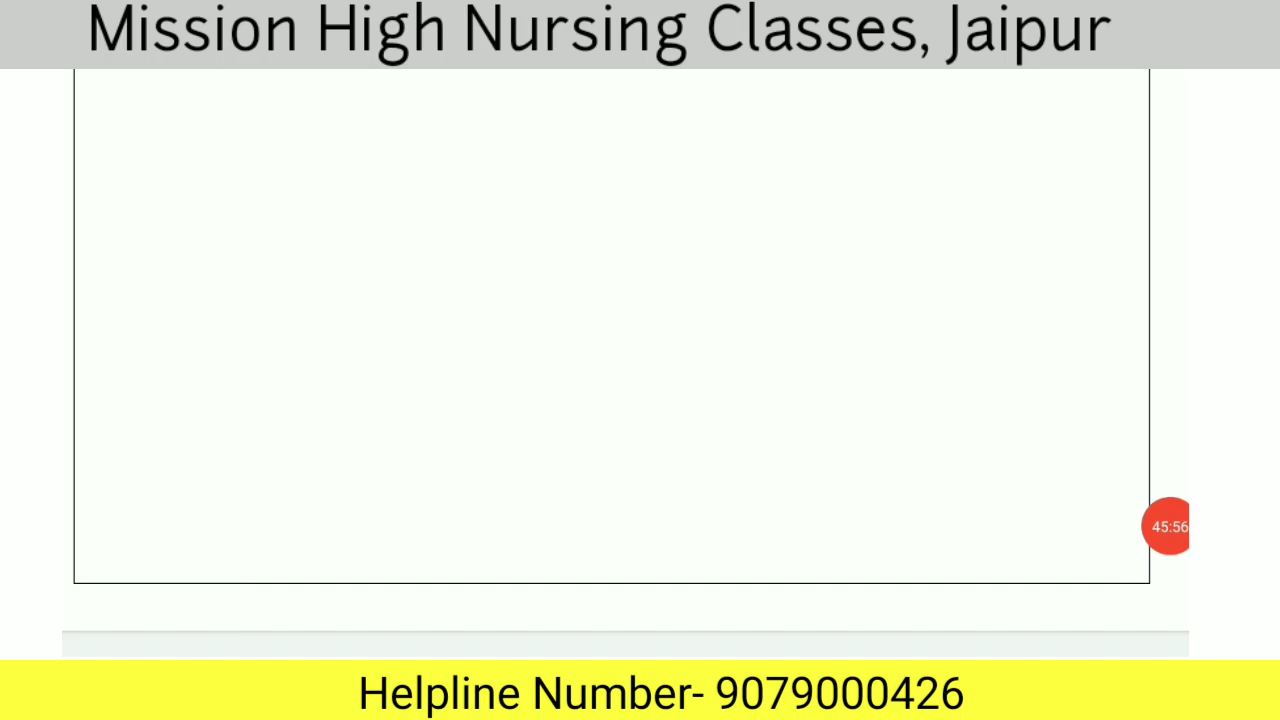 Mission High Nursing Classes, Jaipur
45:56
Helpline Number- 9079000426